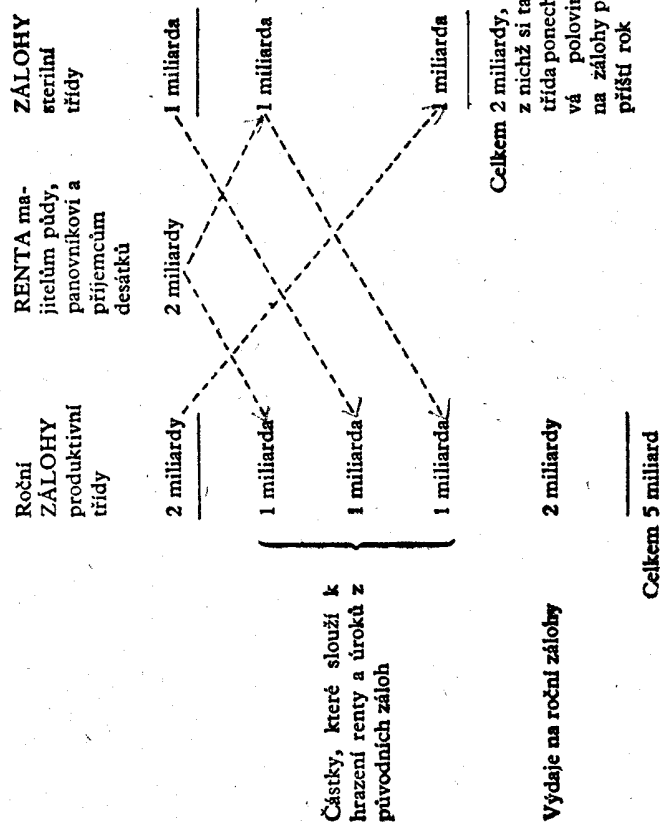 Roční
ZÁLOHY
produktivní
třídy
RENTA ma-
jitelům půdy,
panovníkovi a
příjemcům
desátků
ZÁLOHY
sterilní
třídy
2 miliardy
2 miliardy
1 miliarda
Částky, které slouží k
hrazení renty a úroků z
původních záloh
1 miliarda
1 miliarda
1 miliarda
1 miliarda
1 miliarda
Výdaje na roční zálohy
2 miliardy
Celkem 5 miliard
Celkem 2 miliardy,
z nichž si ta
třída ponech
vá polovin
na zálohy p
příští rok